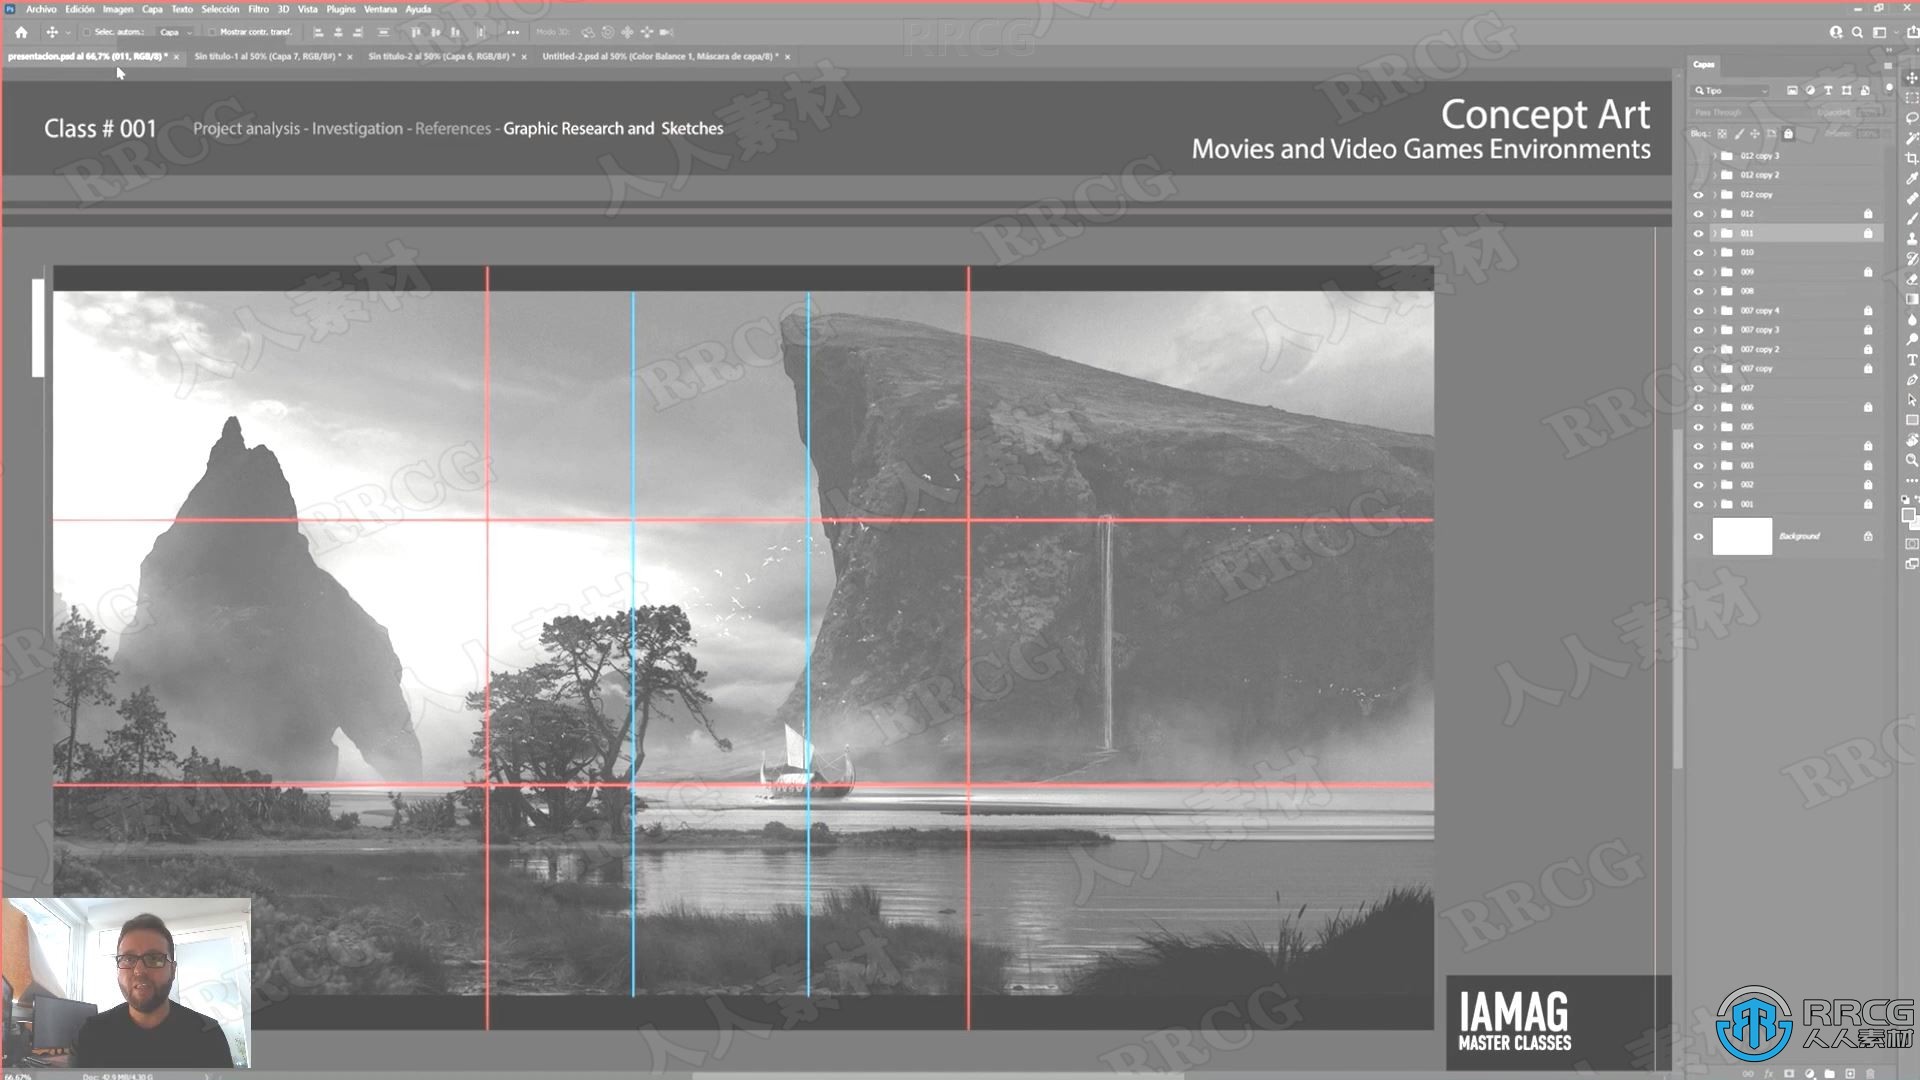 Archivo Edición Imagen Capa Texto Selección Filtro 3D Vista Plugins Ventana Ayuda
Selec. autom.: Capa Mostrar contr. transf. Modo 3D:
presentacion.psd al 66,7% (011, RGB/8) * × Sin título-1 al 50% (Capa 7, RGB/8#) * × Sin título-2 al 50% (Capa 6, RGB/8#) * × Untitled-2.psd al 50% (Color Balance 1, Máscara de capa/8) * ×
Class # 001
Project analysis - Investigation - References - Graphic Research and Sketches
Concept Art
Movies and Video Games Environments
Capas
Tipo
Pass Through
Bloq.:
012 copy 3
012 copy 2
012 copy
012
011
010
009
008
007 copy 4
007 copy 3
007 copy 2
007 copy
007
006
005
004
003
002
001
Background
IAMAG
MASTER CLASSES
RRCG
人人素材
66,67% Doc: 42,9 MB/4,30 G